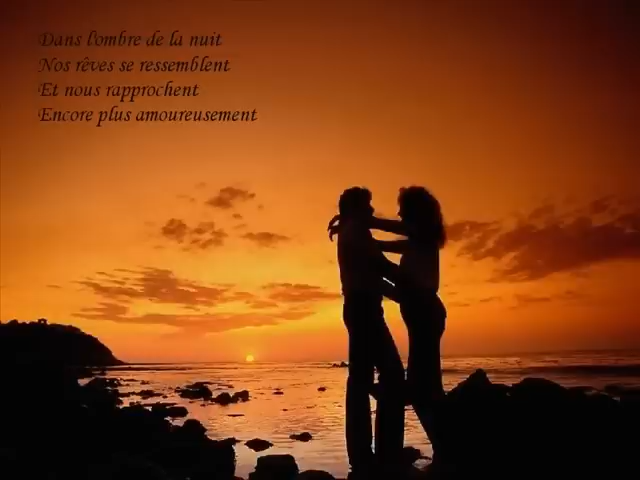 Dans l'ombre de la nuit
Nos rêves se ressemblent
Et nous rapprochent
Encore plus amoureusement